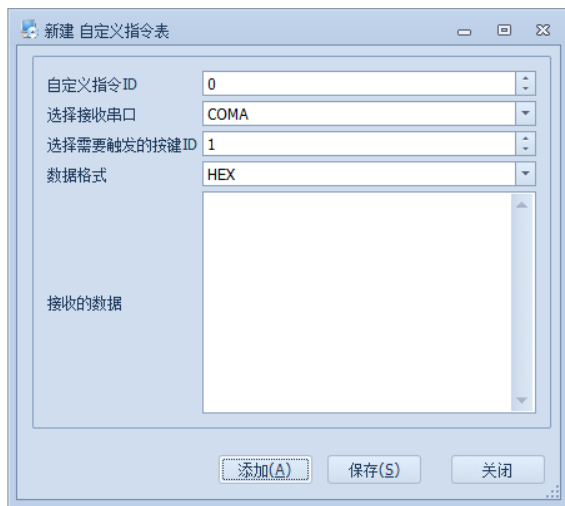 新建 自定义指令表
自定义指令ID 0
选择接收串口 COMA
选择需要触发的按键ID 1
数据格式 HEX
接收的数据
添加(A) 保存(S) 关闭